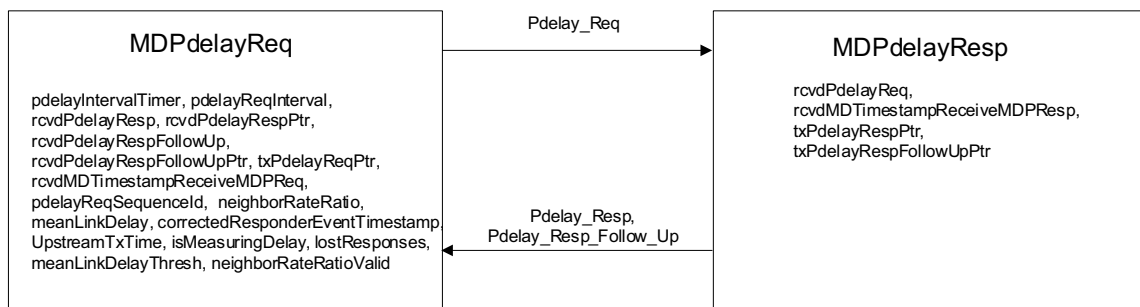 MDPdelayReq
pdelayIntervalTimer, pdelayReqInterval,
rcvdPdelayResp, rcvdPdelayRespPtr,
rcvdPdelayRespFollowUp,
rcvdPdelayRespFollowUpPtr, txPdelayReqPtr,
rcvdMDTimestampReceiveMDPReq,
pdelayReqSequenceId, neighborRateRatio,
meanLinkDelay, correctedResponderEventTimestamp,
UpstreamTxTime, isMeasuringDelay, lostResponses,
meanLinkDelayThresh, neighborRateRatioValid
Pdelay_Req
Pdelay_Resp,
Pdelay_Resp_Follow_Up
MDPdelayResp
rcvdPdelayReq,
rcvdMDTimestampReceiveMDPResp,
txPdelayRespPtr,
txPdelayRespFollowUpPtr